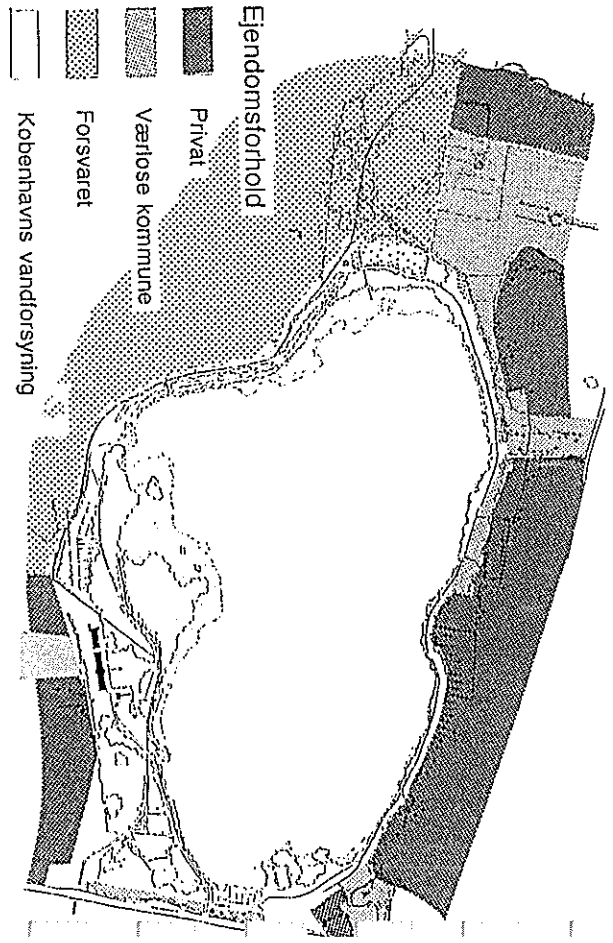 Ejendomsforhold
Privat
Værløse kommune
Forsvaret
Københavns vandforsyning